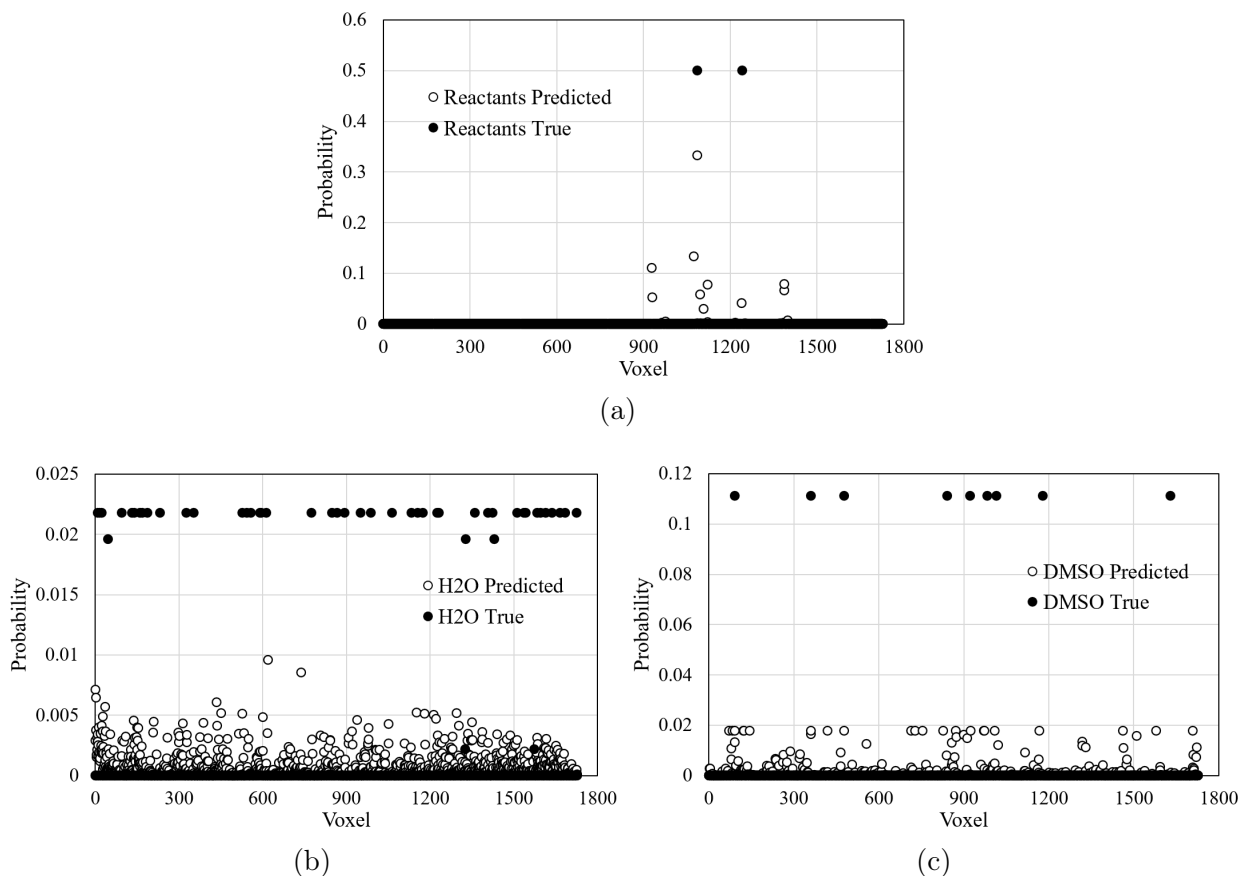 0.6
0.5
0.4
0.3
0.2
0.1
0
Probability
Reactants Predicted
Reactants True
0 300 600 900 1200 1500 1800
Voxel
(a)
0.025
0.02
0.015
0.01
0.005
0
Probability
H2O Predicted
H2O True
0 300 600 900 1200 1500 1800
Voxel
(b)
0.12
0.1
0.08
0.06
0.04
0.02
0
Probability
DMSO Predicted
DMSO True
0 300 600 900 1200 1500 1800
Voxel
(c)